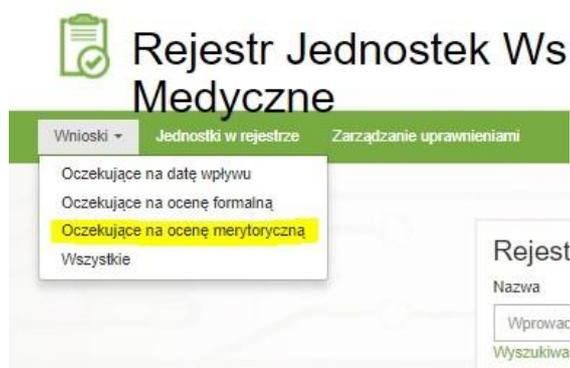 Rejestr Jednostek Ws
Medyczne
Wnioski Jednostki w rejestrze Zarządzanie uprawnieniami
Oczekujące na datę wpływu
Oczekujące na ocenę formalną
Oczekujące na ocenę merytoryczną
Wszystkie
Rejest
Nazwa
Wprowad
Wyszukiwa